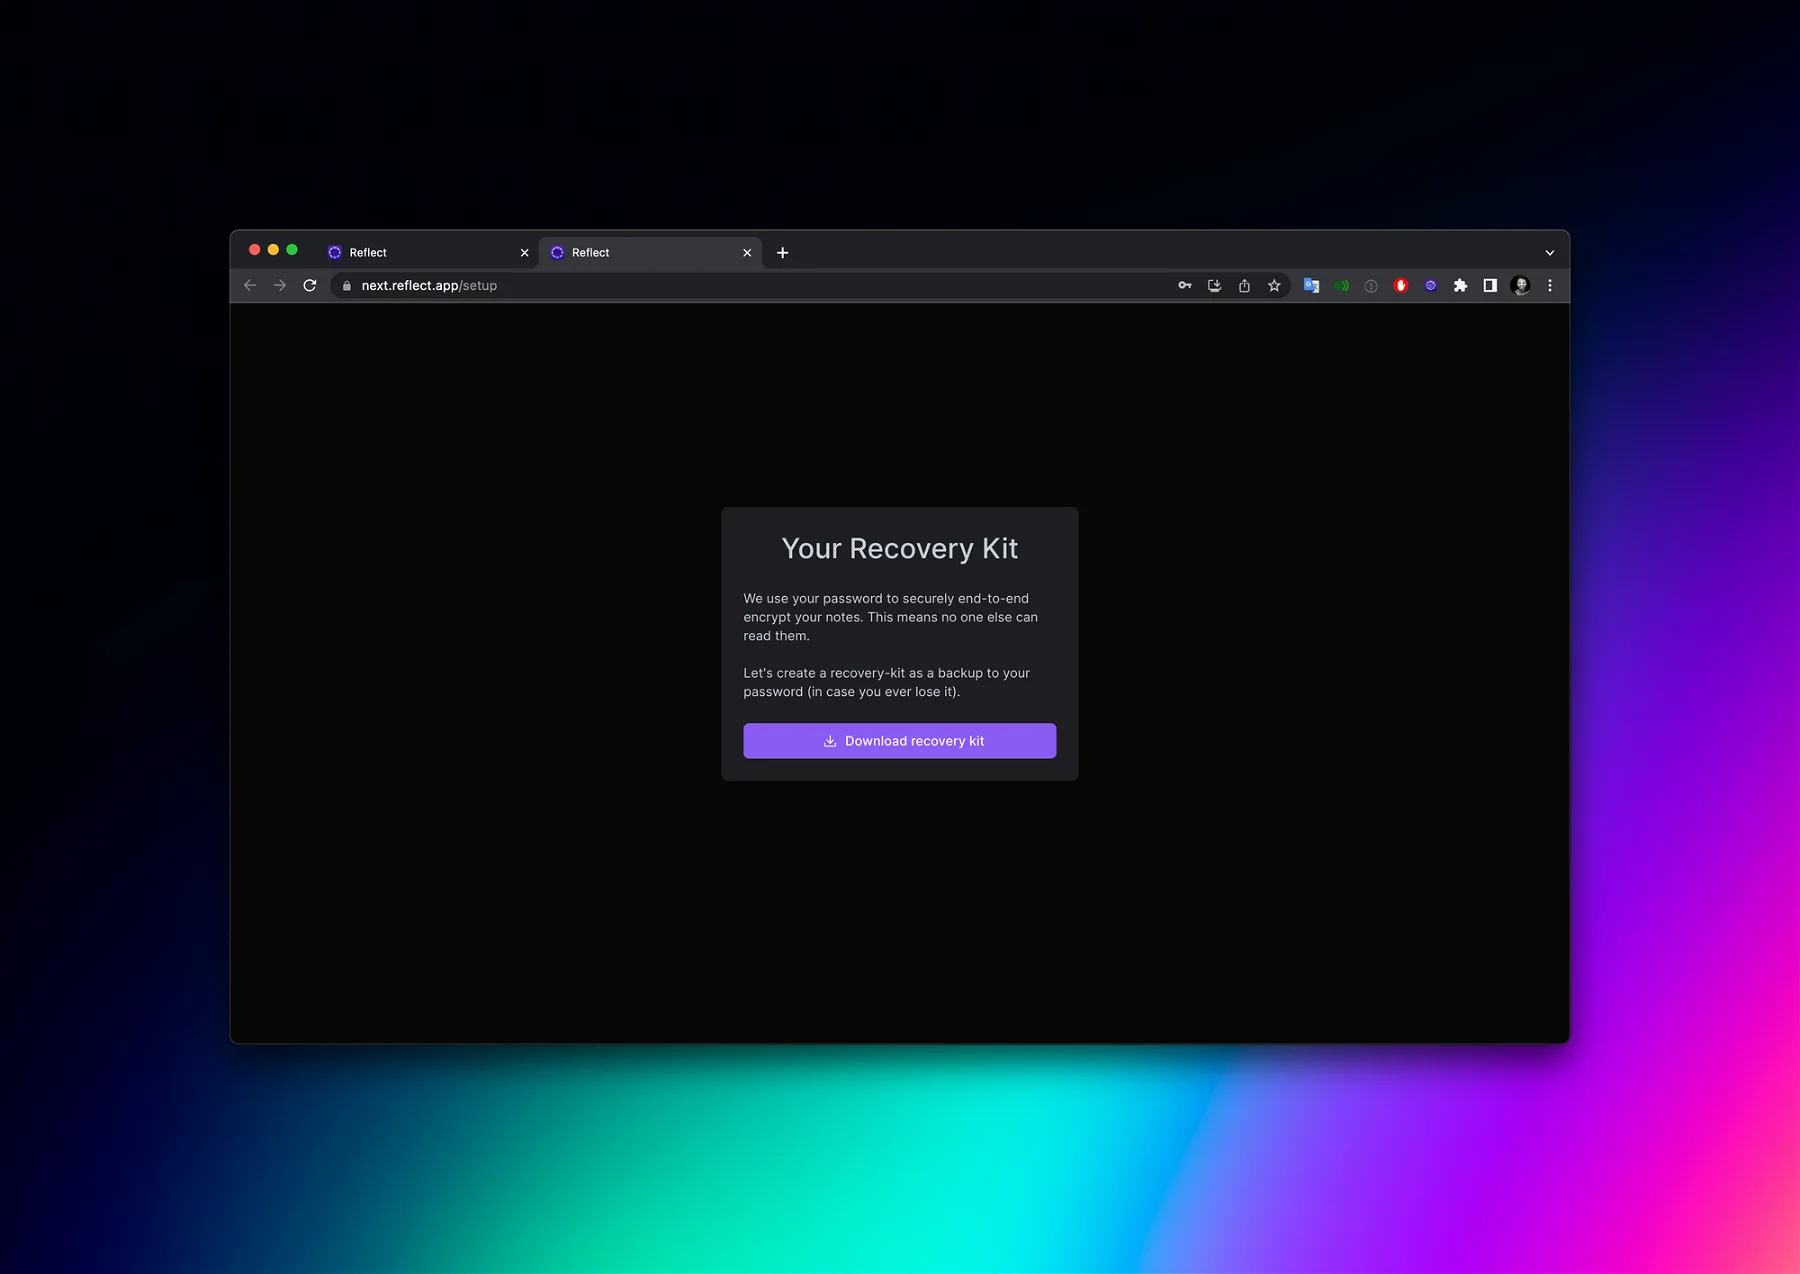 Reflect
Reflect
next.reflect.app/setup
Your Recovery Kit
We use your password to securely end-to-end
encrypt your notes. This means no one else can
read them.
Let's create a recovery-kit as a backup to your
password (in case you ever lose it).
Download recovery kit